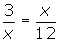 3/x = x/12